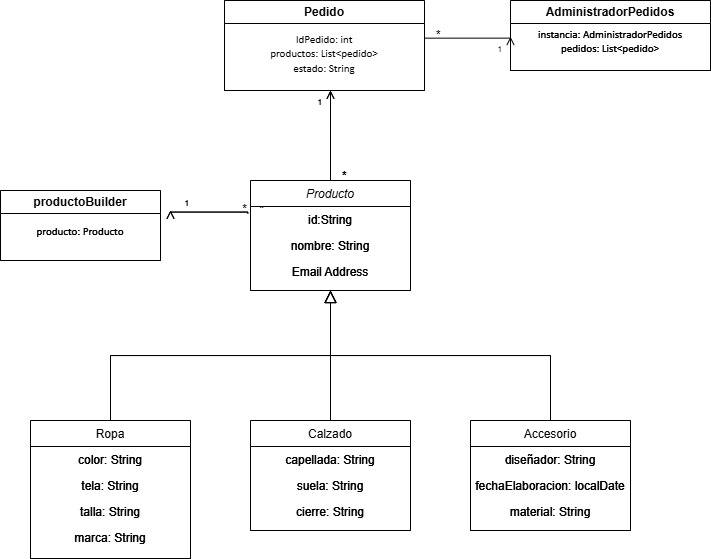 Pedido
IdPedido: int
productos: List<pedido>
estado: String
AdministradorPedidos
instancia: AdministradorPedidos
pedidos: List<pedido>
*
1
1
*
productoBuilder
producto: Producto
1
*
*
Producto
id:String
nombre: String
Email Address
Ropa
color: String
tela: String
talla: String
marca: String
Calzado
capellada: String
suela: String
cierre: String
Accesorio
diseñador: String
fechaElaboracion: localDate
material: String